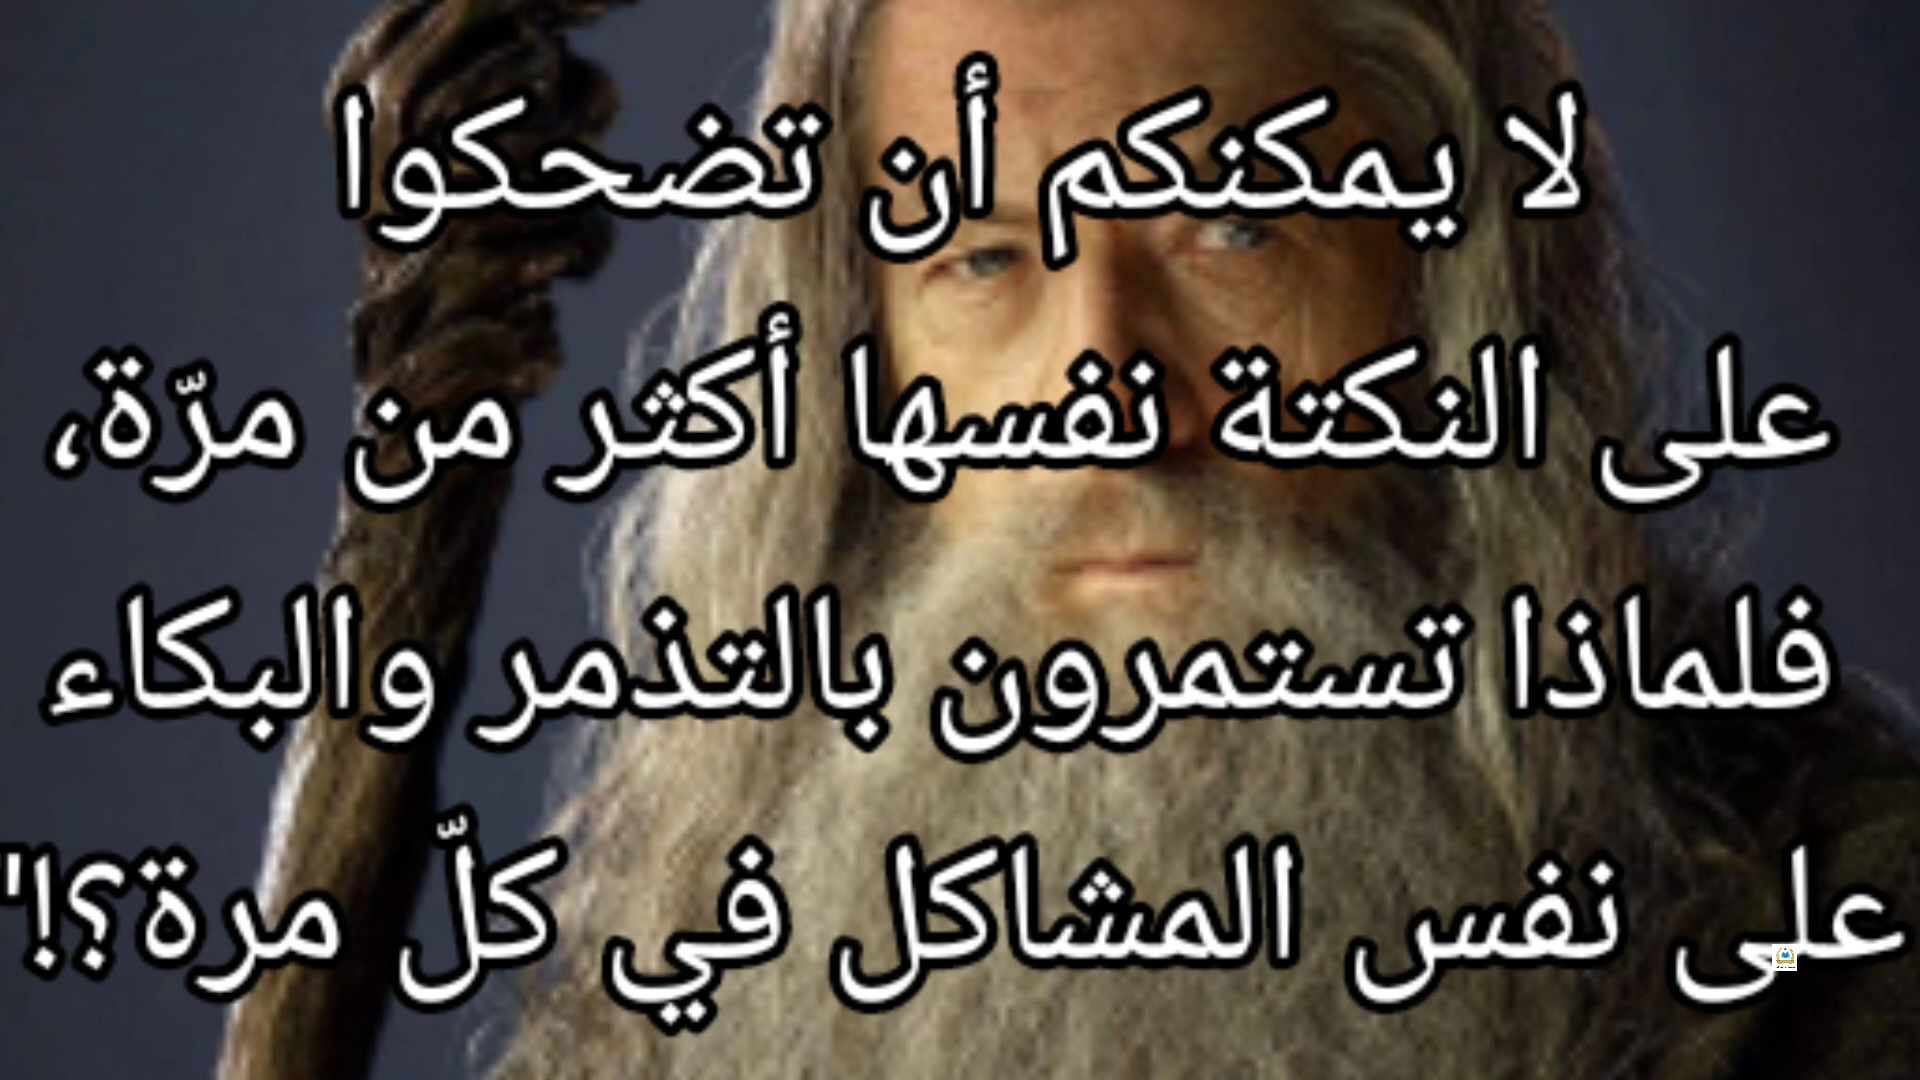 لا يمكنكم أن تضحكوا
على النكتة نفسها أكثر من مرّة،
فلماذا تستمرون بالتذمر والبكاء
على نفس المشاكل في كلّ مرة؟!"